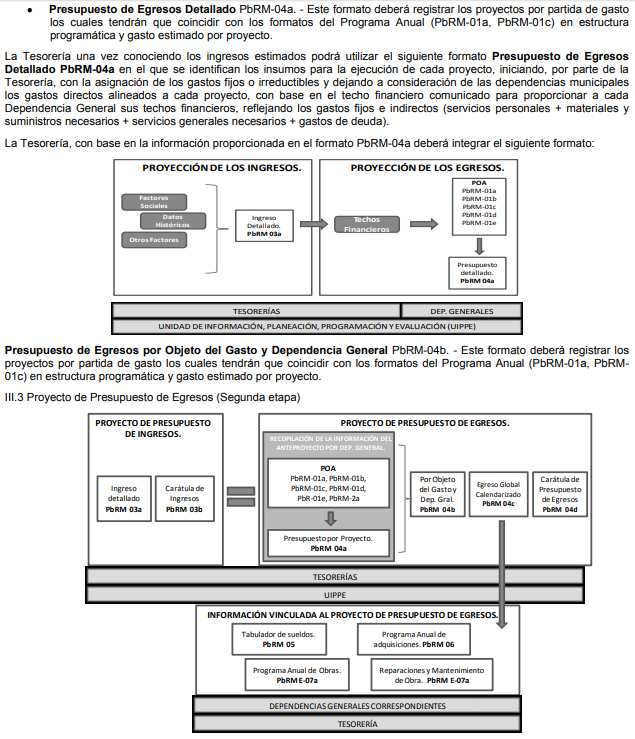 • Presupuesto de Egresos Detallado PbRM-04a. - Este formato deberá registrar los proyectos por partida de gasto
los cuales tendrán que coincidir con los formatos del Programa Anual (PbRM-01a, PbRM-01c) en estructura
programática y gasto estimado por proyecto.
La Tesorería una vez conociendo los ingresos estimados podrá utilizar el siguiente formato Presupuesto de Egresos
Detallado PbRM-04a en el que se identifican los insumos para la ejecución de cada proyecto, iniciando, por parte de la
Tesorería, con la asignación de los gastos fijos o irreductibles y dejando a consideración de las dependencias municipales
los gastos directos alineados a cada proyecto, con base en el techo financiero comunicado para proporcionar a cada
Dependencia General sus techos financieros, reflejando los gastos fijos e indirectos (servicios personales + materiales y
suministros necesarios + servicios generales necesarios + gastos de deuda).
La Tesorería, con base en la información proporcionada en el formato PbRM-04a deberá integrar el siguiente formato:
PROYECCIÓN DE LOS INGRESOS.
Factores
Sociales
Datos
Históricos
Otros Factores
Ingreso
Detallado.
PbRM 03a
PROYECCIÓN DE LOS EGRESOS.
Techos
Financieros
POA
PbRM-01a
PbRM-01b
PbRM-01c
PbRM-01d
PbRM-01e
Presupuesto
detallado.
PbRM 04a
TESORERÍAS
DEP. GENERALES
UNIDAD DE INFORMACIÓN, PLANEACIÓN, PROGRAMACIÓN Y EVALUACIÓN (UIPPE)
Presupuesto de Egresos por Objeto del Gasto y Dependencia General PbRM-04b. - Este formato deberá registrar los
proyectos por partida de gasto los cuales tendrán que coincidir con los formatos del Programa Anual (PbRM-01a, PbRM-
01c) en estructura programática y gasto estimado por proyecto.
III.3 Proyecto de Presupuesto de Egresos (Segunda etapa)
PROYECTO DE PRESUPUESTO
DE INGRESOS.
Ingreso
detallado
PbRM 03a
Carátula de
Ingresos
PbRM 03b
PROYECTO DE PRESUPUESTO DE EGRESOS.
RECOPILACIÓN DE LA INFORMACIÓN DEL
ANTEPROYECTO POR DEP. GENERAL.
POA
PbRM-01a, PbRM-01b,
PbRM-01c, PbRM-01d,
PbR-01e, PbRM-2a
Presupuesto por Proyecto.
PbRM 04a
Por Objeto
del Gasto y
Dep. Gral.
PbRM 04b
Egreso Global
Calendarizado
PbRM 04c
Carátula de
Presupuesto
de Egresos
PbRM 04d
TESORERÍAS
UIPPE
INFORMACIÓN VINCULADA AL PROYECTO DE PRESUPUESTO DE EGRESOS.
Tabulador de sueldos.
PbRM 05
Programa Anual de
adquisiciones. PbRM 06
Programa Anual de Obras.
PbRM E-07a
Reparaciones y Mantenimiento
de Obra. PbRM E-07a
DEPENDENCIAS GENERALES CORRESPONDIENTES
TESORERÍA